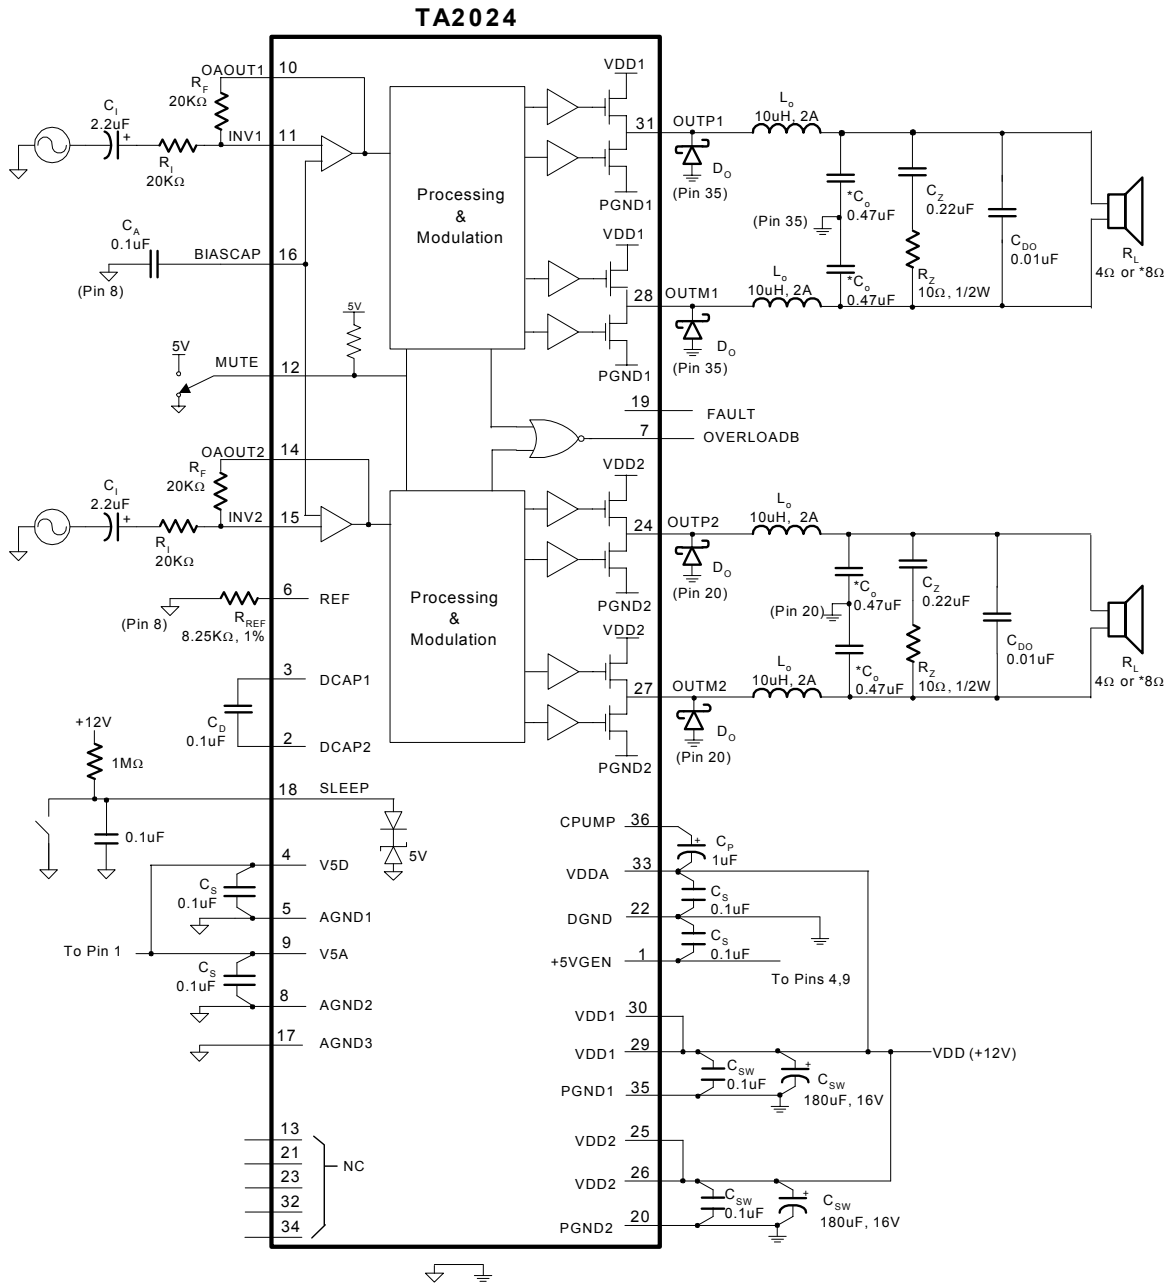 TA2024
OAOUT1
10
R_F
20KΩ
C_I
2.2uF
+
INV1
11
R_I
20KΩ
C_A
0.1uF
BIASCAP
16
(Pin 8)
5V
5V
MUTE
12
Processing
&
Modulation
VDD1
31
OUTP1
PGND1
D_O
(Pin 35)
L_o
10uH, 2A
VDD1
28
OUTM1
PGND1
D_O
(Pin 35)
L_o
10uH, 2A
*C_o
0.47uF
(Pin 35)
*C_o
0.47uF
C_Z
0.22uF
R_Z
10Ω, 1/2W
C_DO
0.01uF
R_L
4Ω or *8Ω
19
FAULT
7
OVERLOADB
OAOUT2
14
R_F
20KΩ
C_I
2.2uF
+
INV2
15
R_I
20KΩ
6
REF
(Pin 8)
R_REF
8.25KΩ, 1%
Processing
&
Modulation
VDD2
24
OUTP2
PGND2
D_O
(Pin 20)
L_o
10uH, 2A
VDD2
27
OUTM2
PGND2
D_O
(Pin 20)
L_o
10uH, 2A
*C_o
0.47uF
(Pin 20)
*C_o
0.47uF
C_Z
0.22uF
R_Z
10Ω, 1/2W
C_DO
0.01uF
R_L
4Ω or *8Ω
3
DCAP1
C_D
0.1uF
2
DCAP2
+12V
1MΩ
18
SLEEP
0.1uF
5V
4
V5D
C_S
0.1uF
5
AGND1
To Pin 1
9
V5A
C_S
0.1uF
8
AGND2
17
AGND3
CPUMP
36
+
C_P
1uF
VDDA
33
C_S
0.1uF
DGND
22
C_S
0.1uF
+5VGEN
1
To Pins 4,9
VDD1
30
VDD1
29
VDD (+12V)
C_SW
0.1uF
+
C_SW
180uF, 16V
PGND1
35
VDD2
25
VDD2
26
C_SW
0.1uF
+
C_SW
180uF, 16V
PGND2
20
13
21
23
32
34
NC